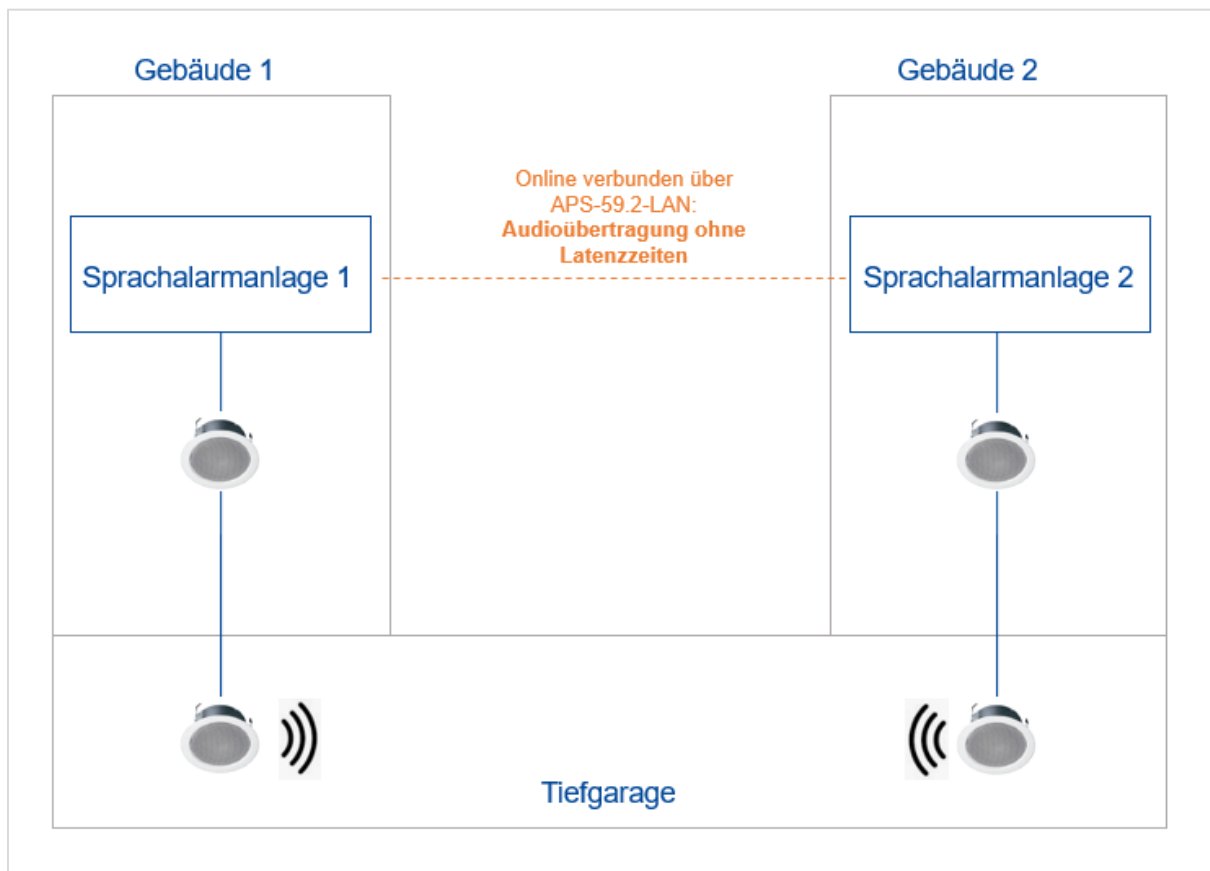 Gebäude 1
Gebäude 2
Online verbunden über
APS-59.2-LAN:
Audioübertragung ohne
Latenzzeiten
Sprachalarmanlage 1
Sprachalarmanlage 2
Tiefgarage